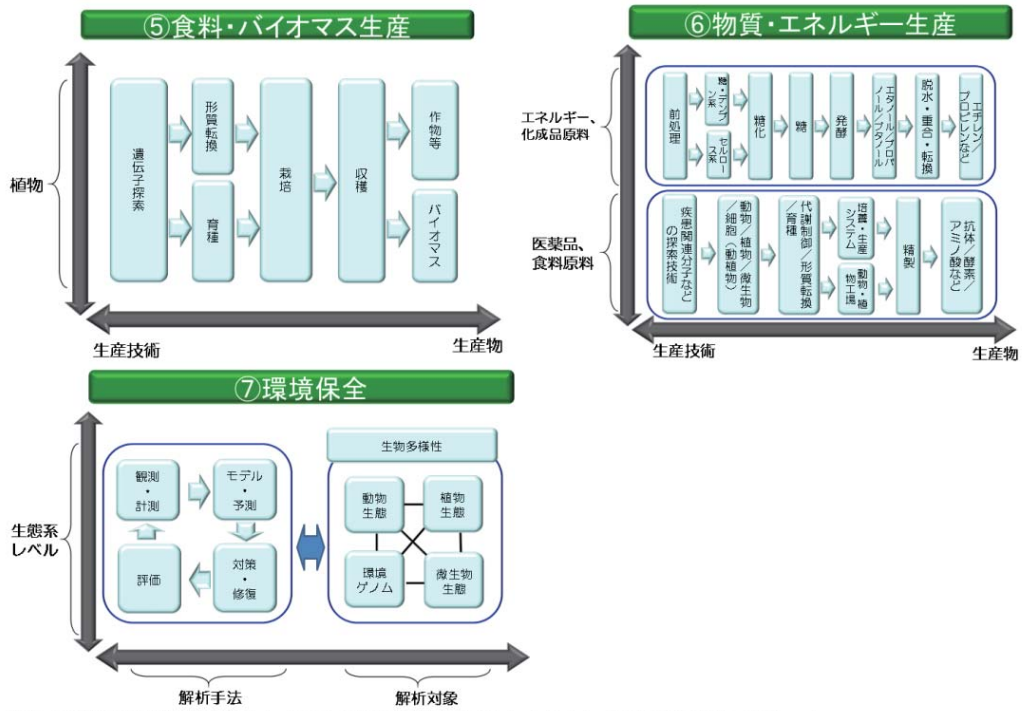 ⑤食料・バイオマス生産
植物
遺伝子探索
形質転換
育種
栽培
収穫
作物等
バイオマス
生産技術
生産物
⑥物質・エネルギー生産
エネルギー、
化成品原料
前処理
糖・デンプ
ン系
セルロー
ス系
糖化
糖
発酵
エタノール/プロパ
ノール/ブタノール
脱水・重合・転換
エチレン/
プロピレンなど
医薬品、
食料原料
疾患関連分子など
の探索技術
動物/植物/微生物
/細胞(動植物)
代謝制御/形質転換
/育種
培養・生産
システム
動物・植
物工場
精製
抗体/酵素/
アミノ酸など
生産技術
生産物
⑦環境保全
生態系
レベル
観測
・
計測
モデル
・
予測
評価
対策
・
修復
生物多様性
動物
生態
植物
生態
環境
ゲノム
微生物
生態
解析手法
解析対象